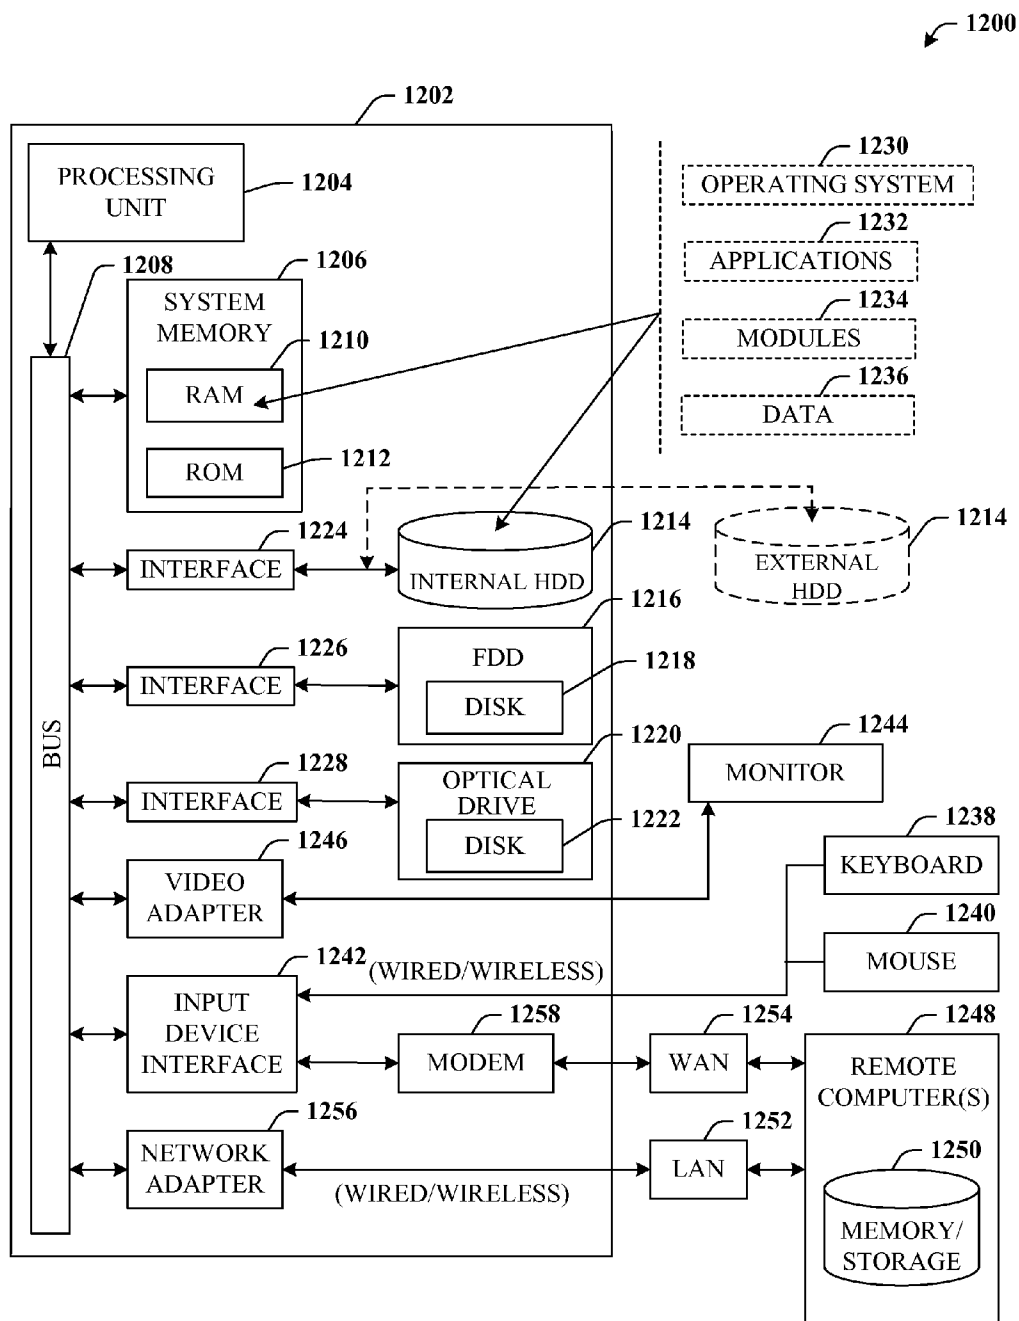 1200
1202
PROCESSING
UNIT
1204
1208
1206
SYSTEM
MEMORY
1210
RAM
ROM
1212
1230
OPERATING SYSTEM
1232
APPLICATIONS
1234
MODULES
1236
DATA
1224
INTERFACE
1214
INTERNAL HDD
1214
EXTERNAL
HDD
1226
INTERFACE
1216
FDD
1218
DISK
BUS
1228
INTERFACE
1220
OPTICAL
DRIVE
1222
DISK
1244
MONITOR
1246
VIDEO
ADAPTER
1238
KEYBOARD
1240
MOUSE
1242
(WIRED/WIRELESS)
INPUT
DEVICE
INTERFACE
1258
MODEM
1254
WAN
1248
REMOTE
COMPUTER(S)
1256
NETWORK
ADAPTER
(WIRED/WIRELESS)
1252
LAN
1250
MEMORY/
STORAGE